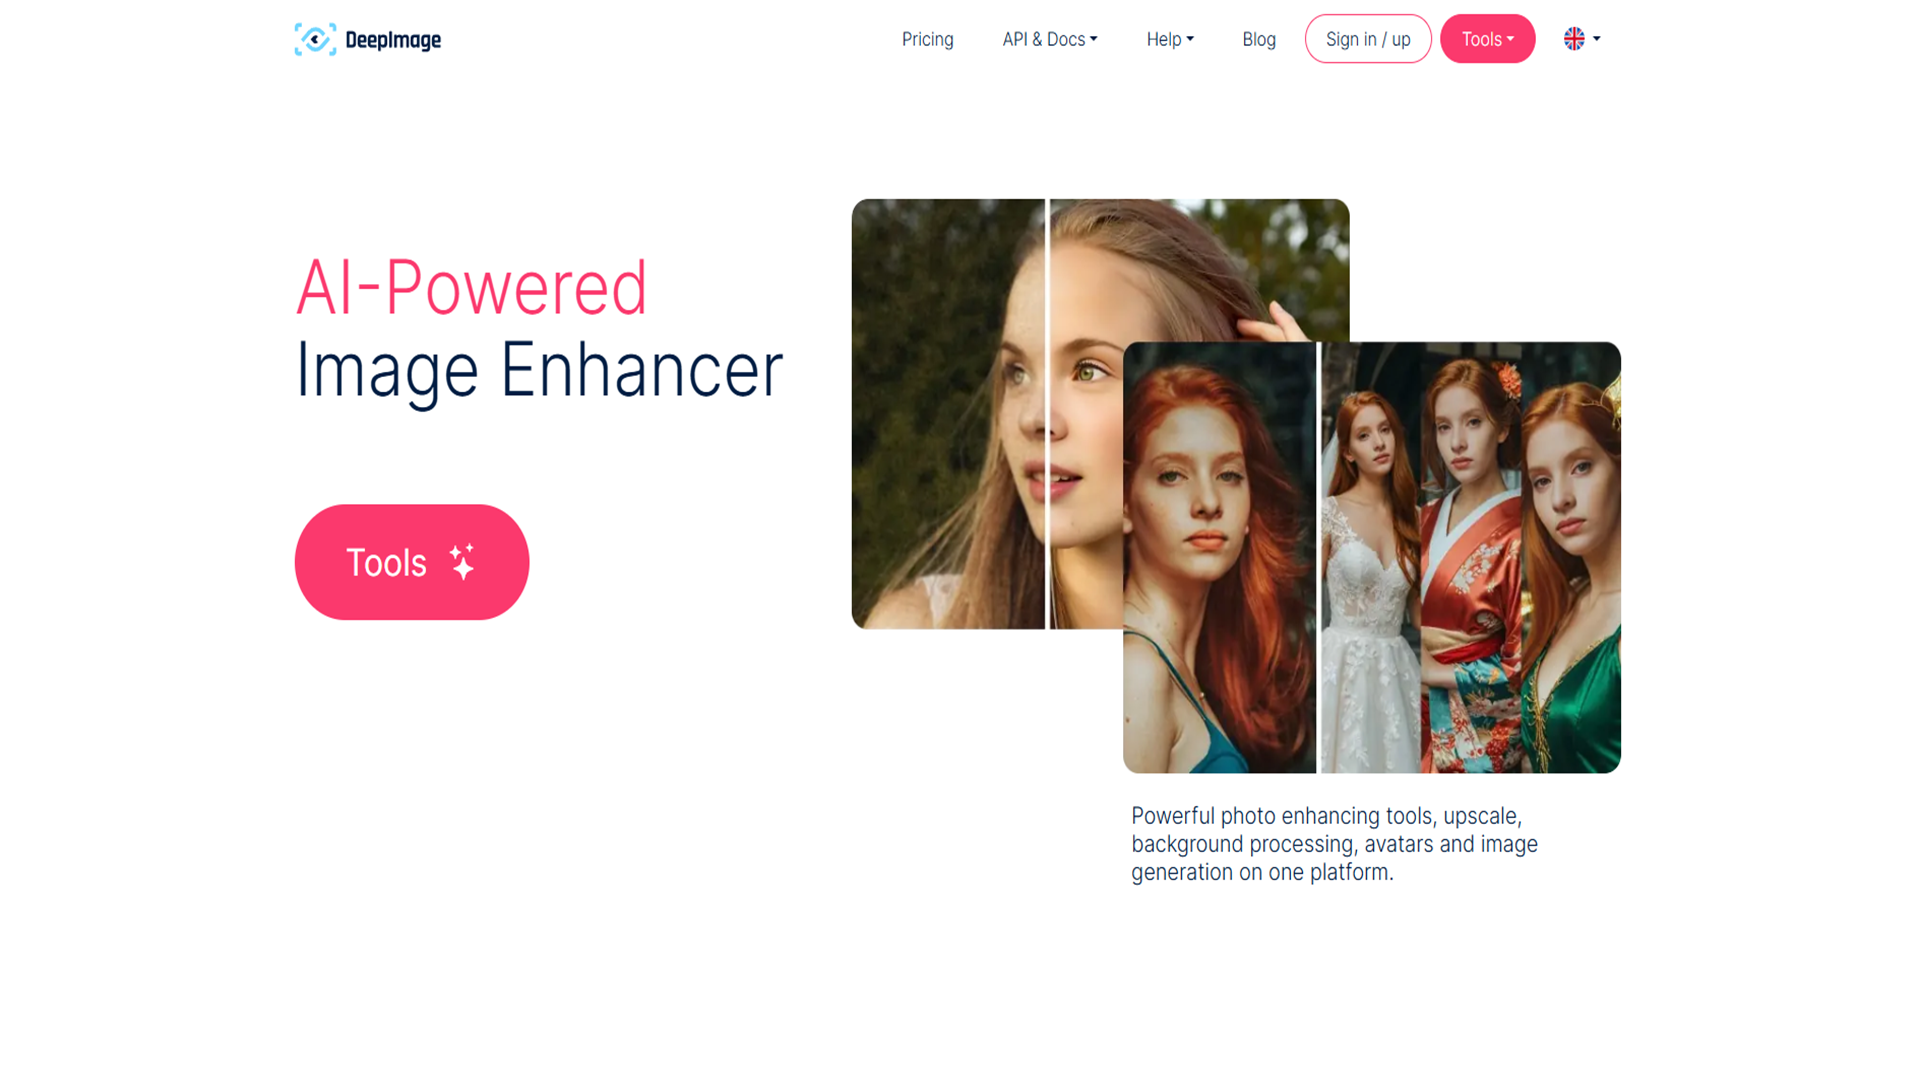 DeepImage
Pricing
API & Docs
Help
Blog
Sign in / up
Tools
AI-Powered
Image Enhancer
Tools
Powerful photo enhancing tools, upscale,
background processing, avatars and image
generation on one platform.